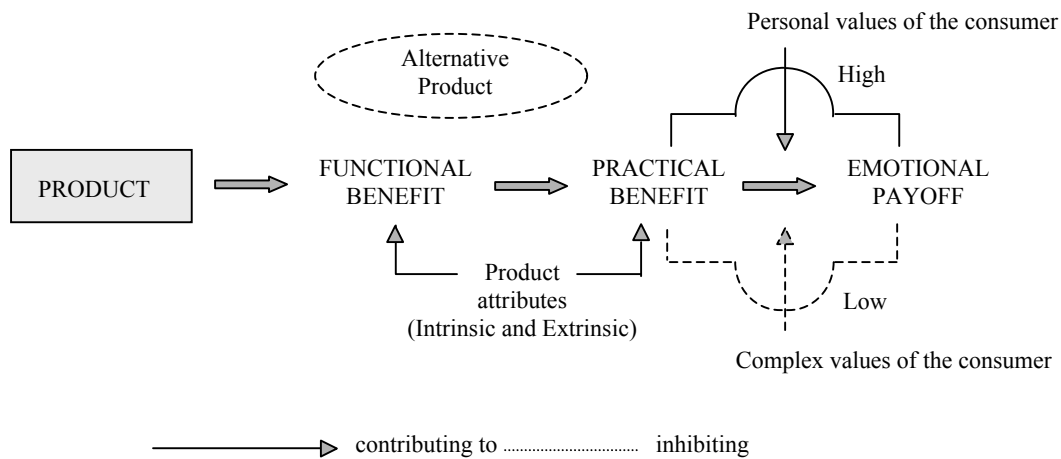 Personal values of the consumer
Alternative
Product
High
PRODUCT
FUNCTIONAL
BENEFIT
PRACTICAL
BENEFIT
EMOTIONAL
PAYOFF
Product
attributes
(Intrinsic and Extrinsic)
Low
Complex values of the consumer
contributing to ................................. inhibiting